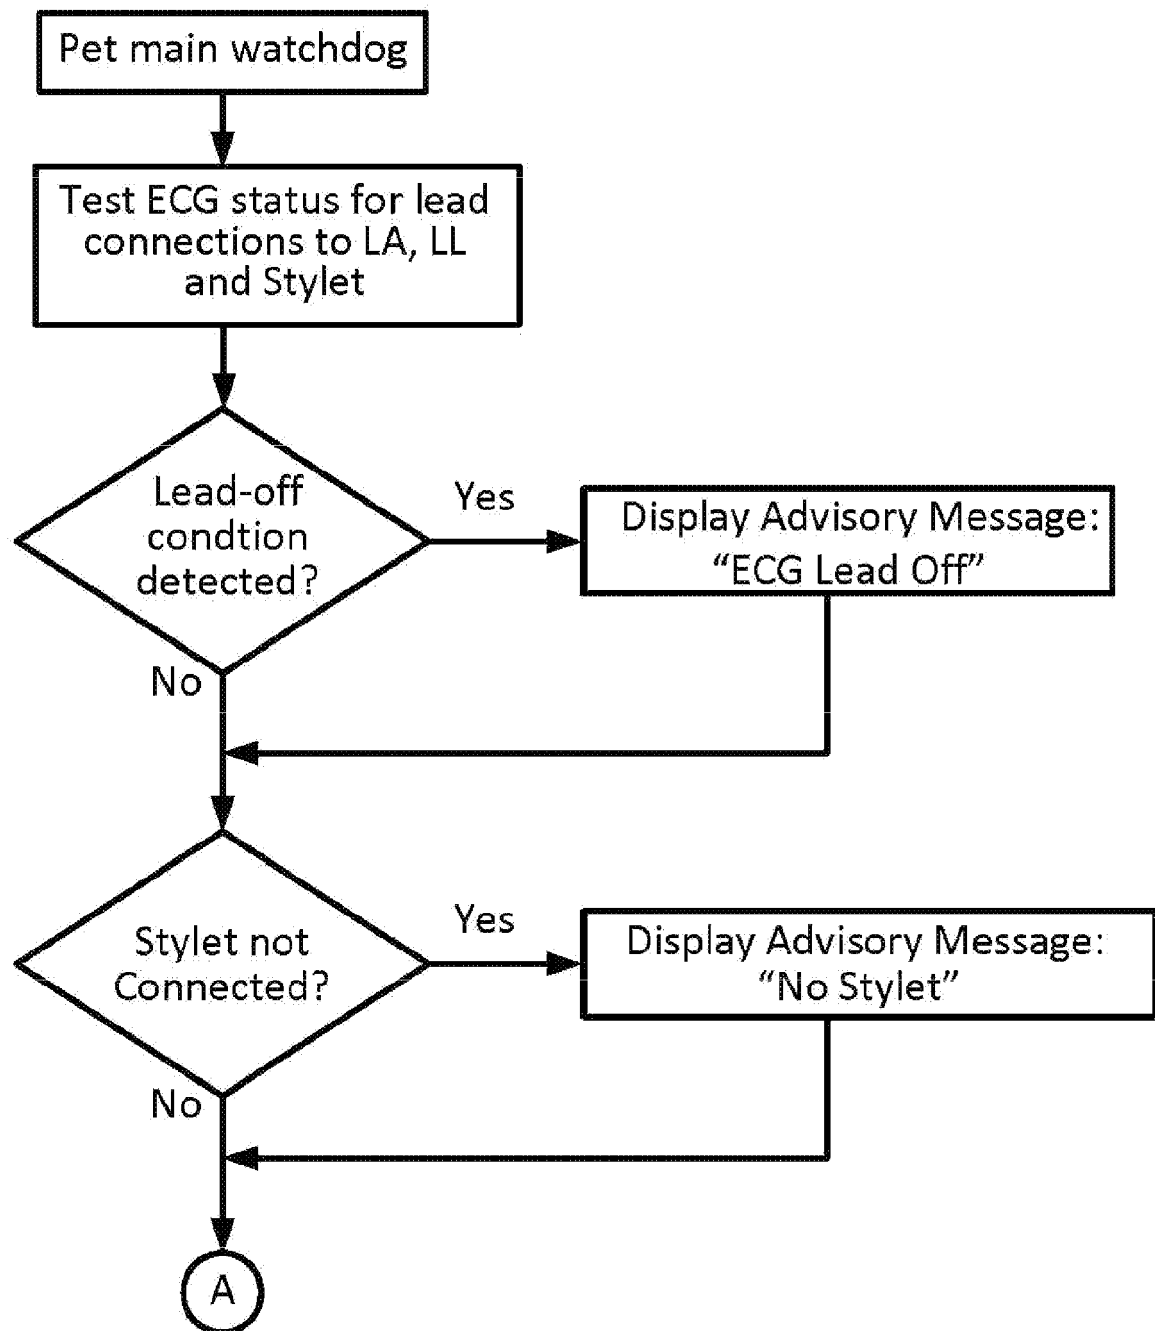 Pet main watchdog
Test ECG status for lead
connections to LA, LL
and Stylet
Lead-off
condtion
detected?
Yes
Display Advisory Message:
“ECG Lead Off”
No
Stylet not
Connected?
Yes
Display Advisory Message:
“No Stylet”
No
A